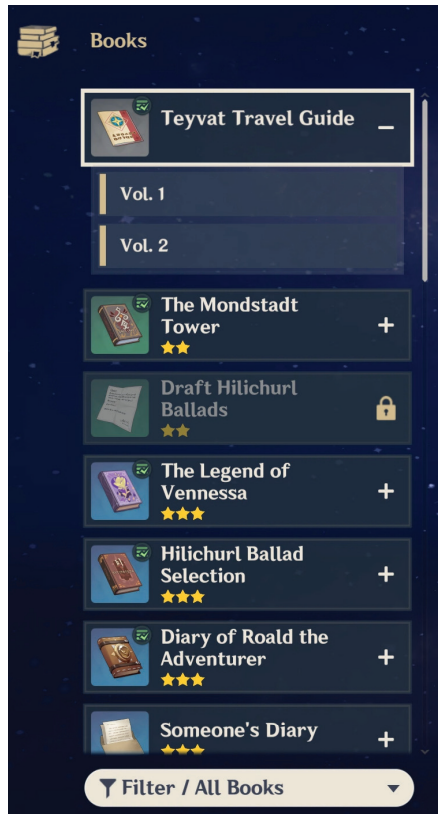 Books
Teyvat Travel Guide
Vol. 1
Vol. 2
The Mondstadt
Tower
Draft Hilichurl
Ballads
The Legend of
Vennessa
Hilichurl Ballad
Selection
Diary of Roald the
Adventurer
Someone's Diary
Filter / All Books